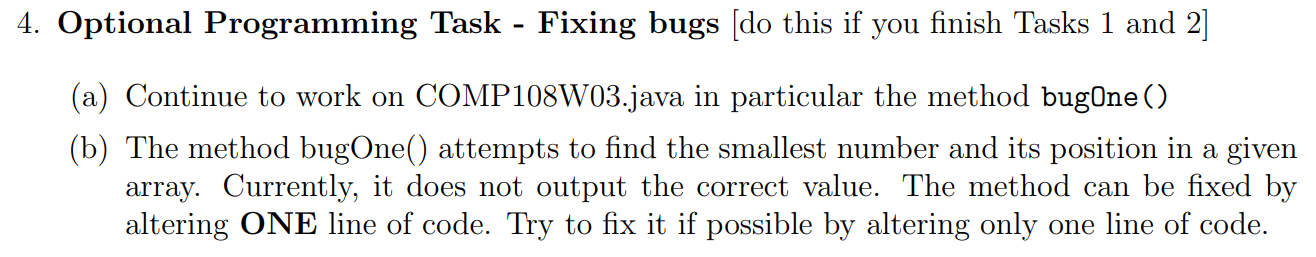 4. Optional Programming Task - Fixing bugs [do this if you finish Tasks 1 and 2]
(a) Continue to work on COMP108W03.java in particular the method bugOne()
(b) The method bugOne() attempts to find the smallest number and its position in a given
array. Currently, it does not output the correct value. The method can be fixed by
altering ONE line of code. Try to fix it if possible by altering only one line of code.